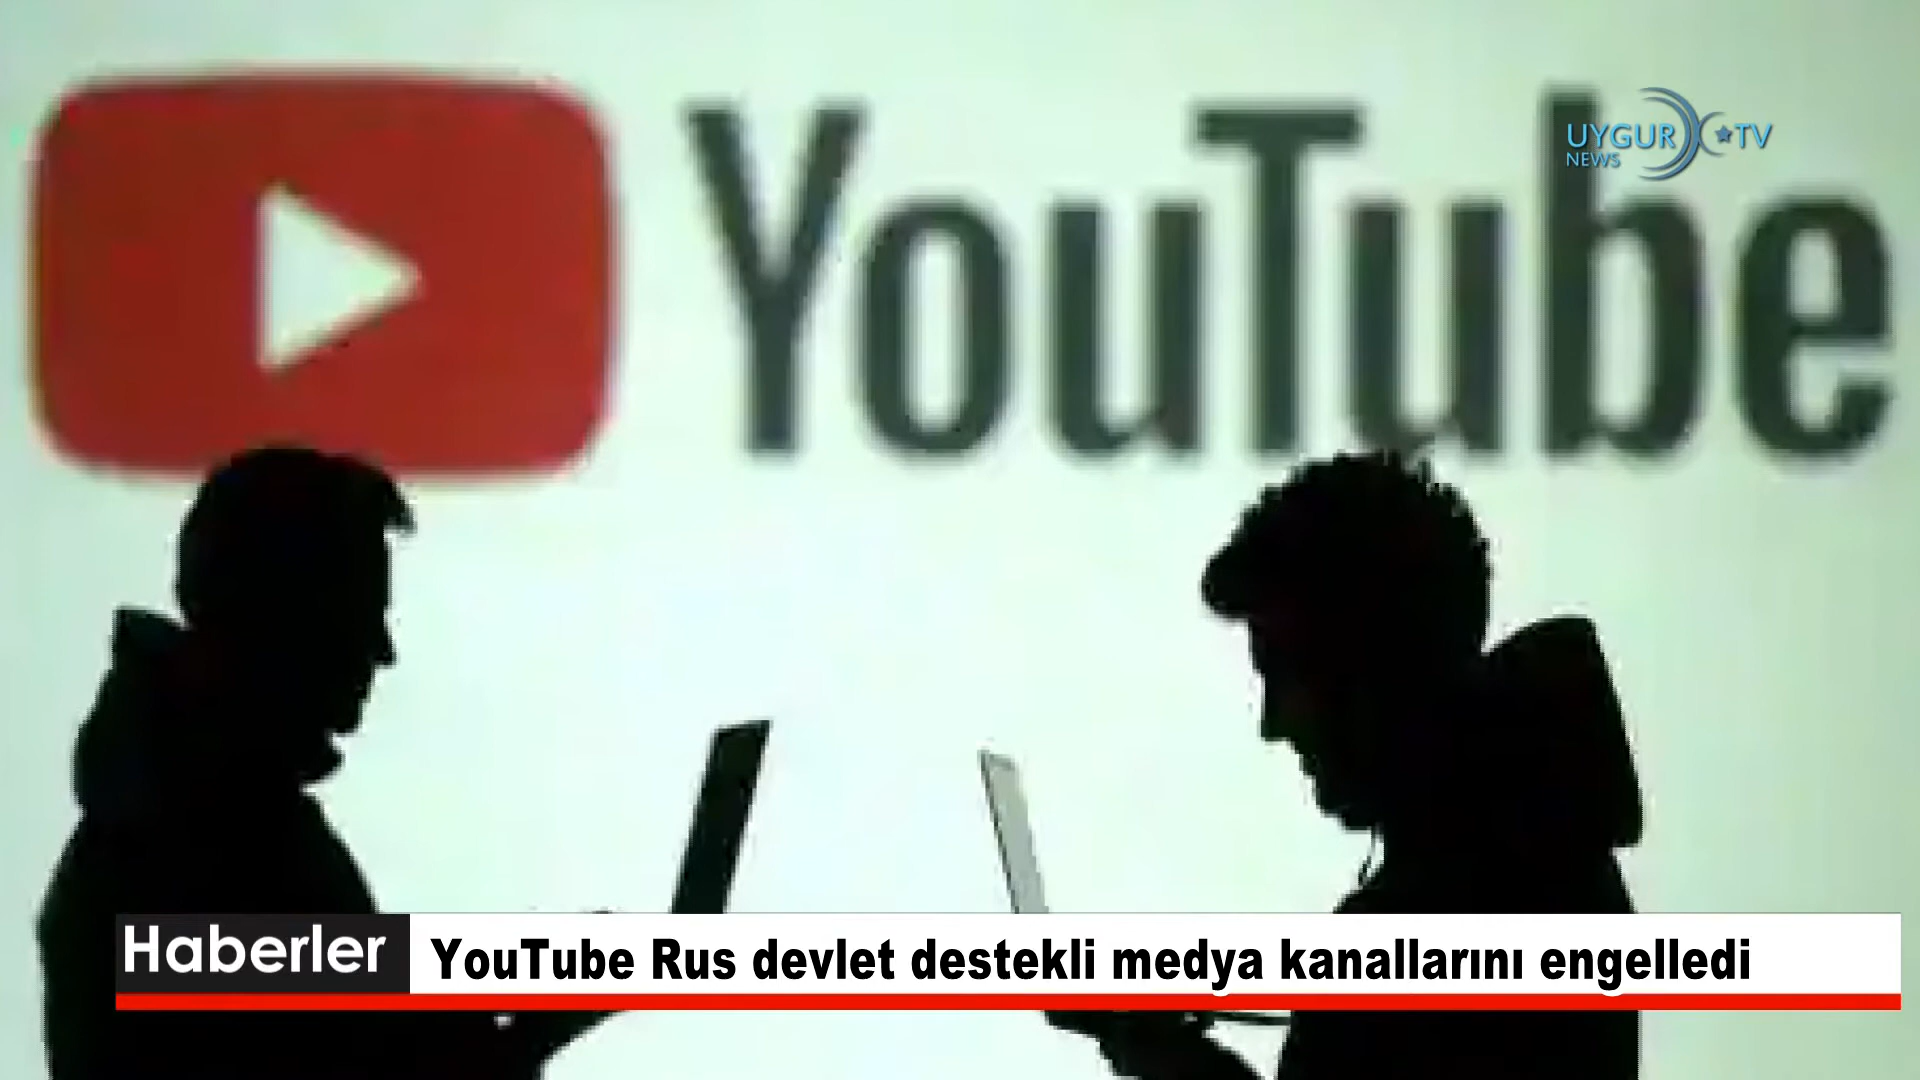 YouTube
UYGUR TV
NEWS
Haberler
YouTube Rus devlet destekli medya kanallarını engelledi